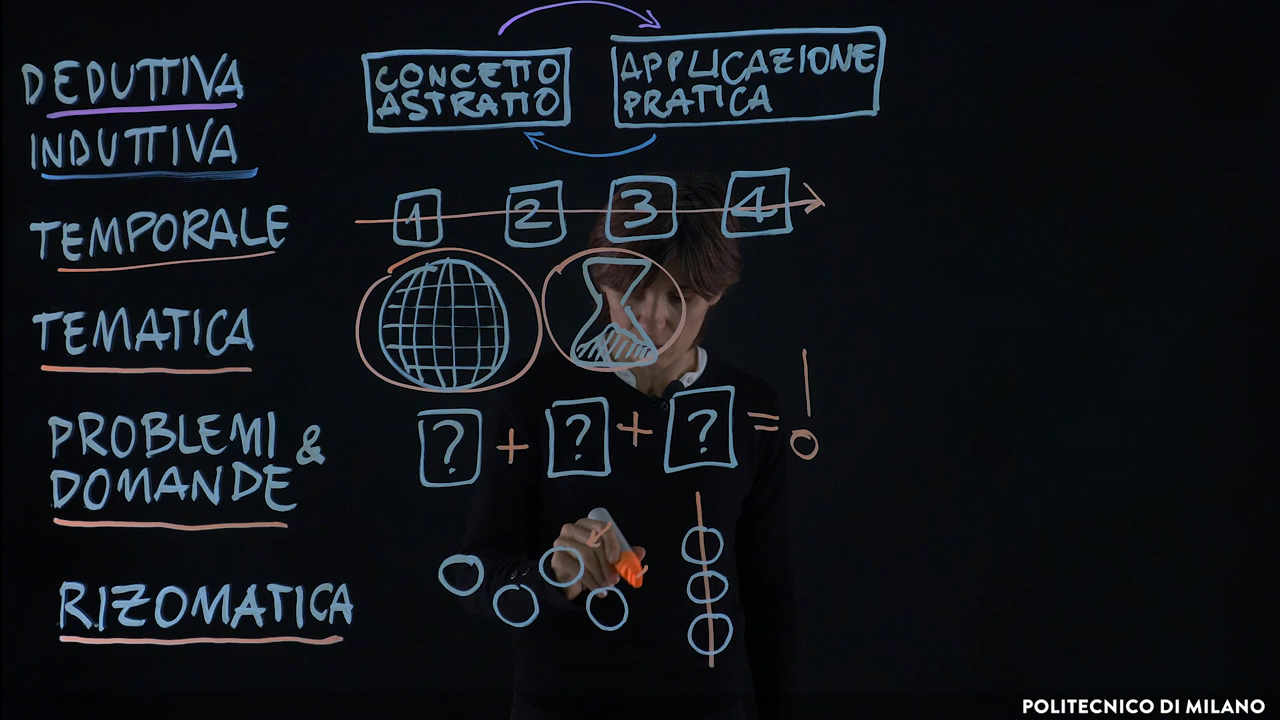 DEDUTTIVA
CONCETTO
ASTRATTO
APPLICAZIONE
PRATICA
INDUTTIVA
TEMPORALE
1 2 3 4
TEMATICA
PROBLEMI &
DOMANDE
? + ? + ? = !
RIZOMATICA
POLITECNICO DI MILANO